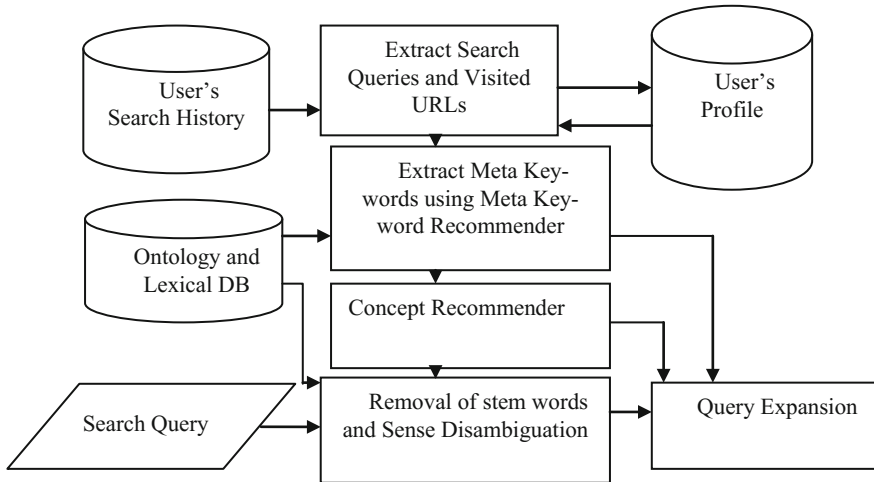 Extract Search
Queries and Visited
URLs
User's
Search History
User's
Profile
Extract Meta Key-
words using Meta Key-
word Recommender
Ontology and
Lexical DB
Concept Recommender
Search Query
Removal of stem words
and Sense Disambiguation
Query Expansion